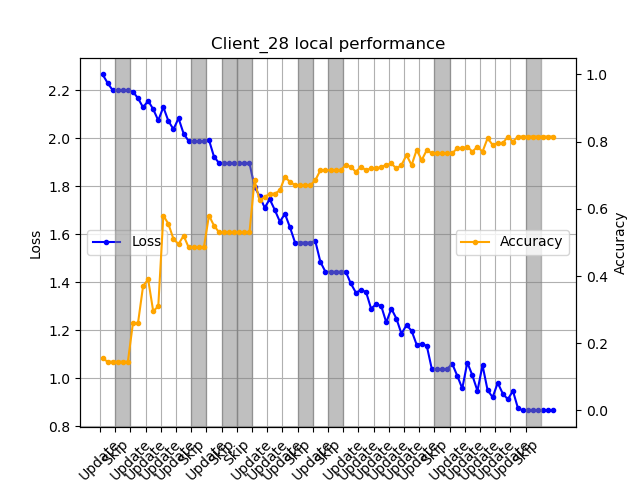 Client_28 local performance
Loss
2.2
2.0
1.8
1.6
1.4
1.2
1.0
0.8
Loss
Accuracy
1.0
0.8
0.6
0.4
0.2
0.0
Accuracy
Update
Skip
Update
Update
Update
Update
Skip
Update
Skip
Skip
Update
Update
Update
Skip
Update
Skip
Update
Update
Update
Update
Update
Update
Skip
Update
Update
Update
Update
Update
Skip